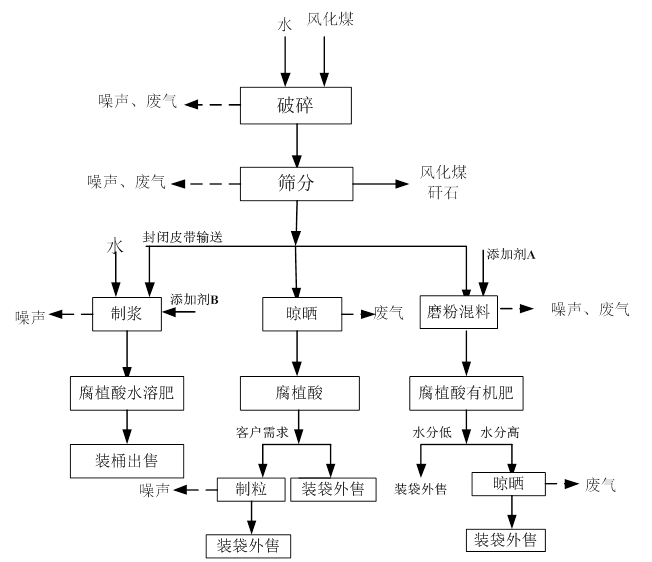 水
风化煤
噪声、废气
破碎
噪声、废气
筛分
风化煤
矸石
水
封闭皮带输送
添加剂A
噪声
制浆
添加剂B
晾晒
废气
磨粉混料
噪声、废气
腐植酸水溶肥
腐植酸
腐植酸有机肥
客户需求
水分低
水分高
装桶出售
噪声
制粒
装袋外售
装袋外售
晾晒
废气
装袋外售
装袋外售